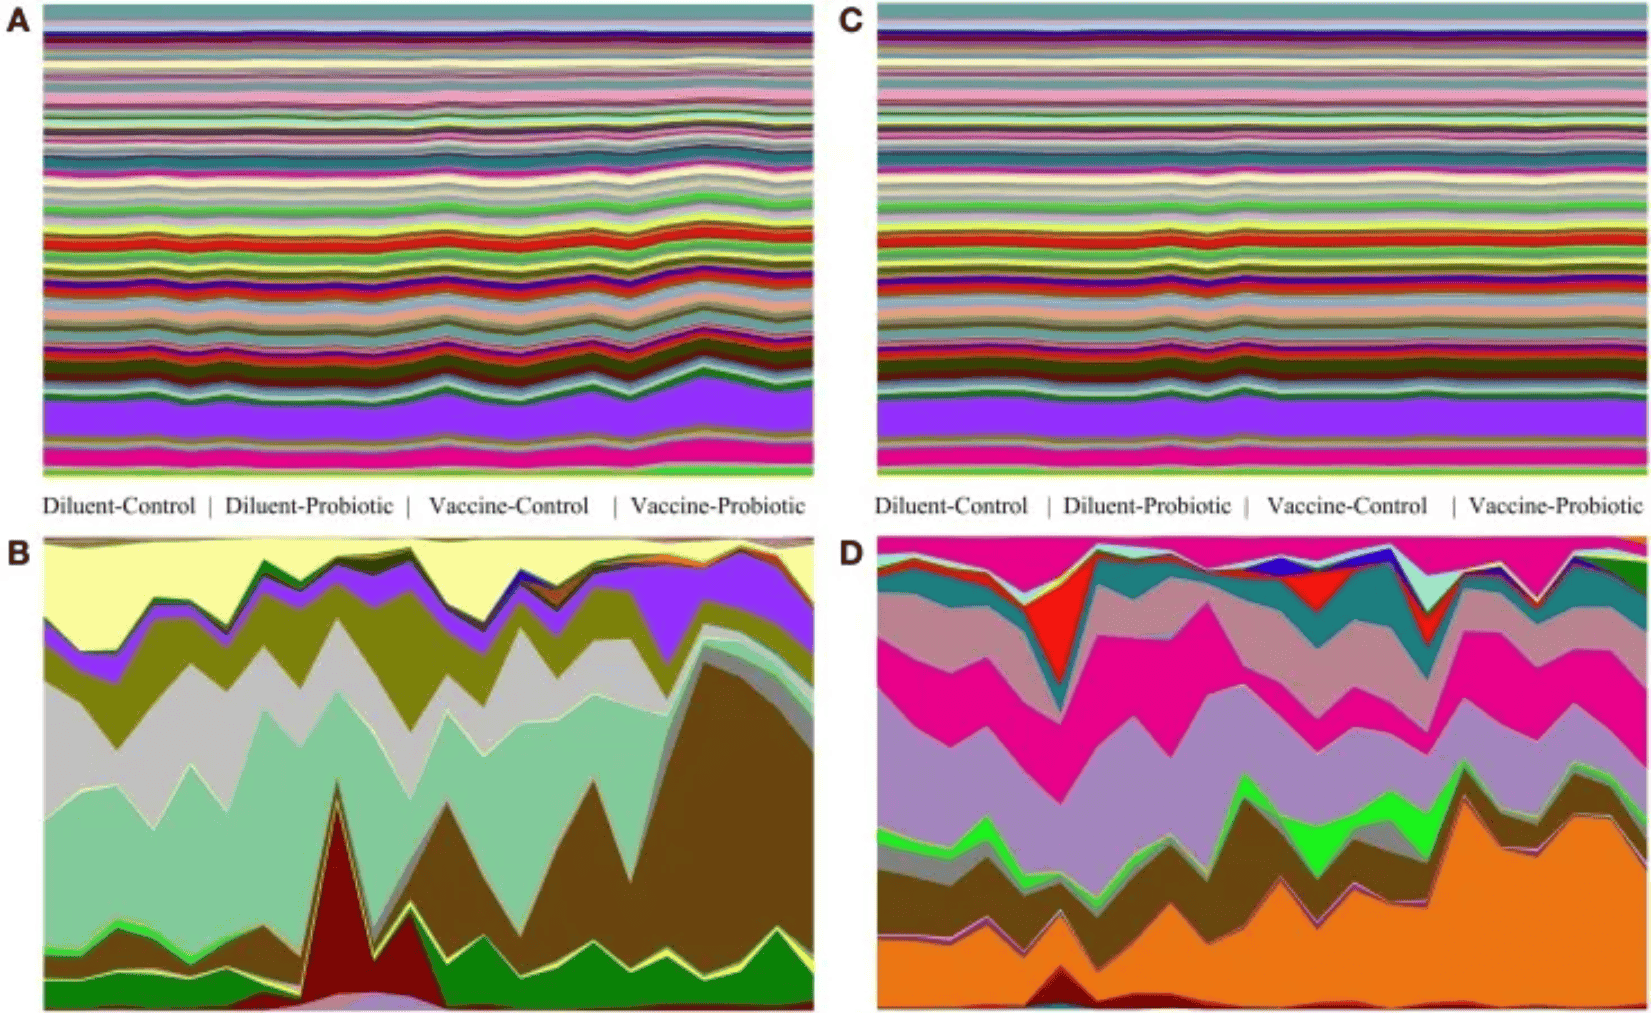 A
C
Diluent-Control | Diluent-Probiotic | Vaccine-Control | Vaccine-Probiotic
Diluent-Control | Diluent-Probiotic | Vaccine-Control | Vaccine-Probiotic
B
D